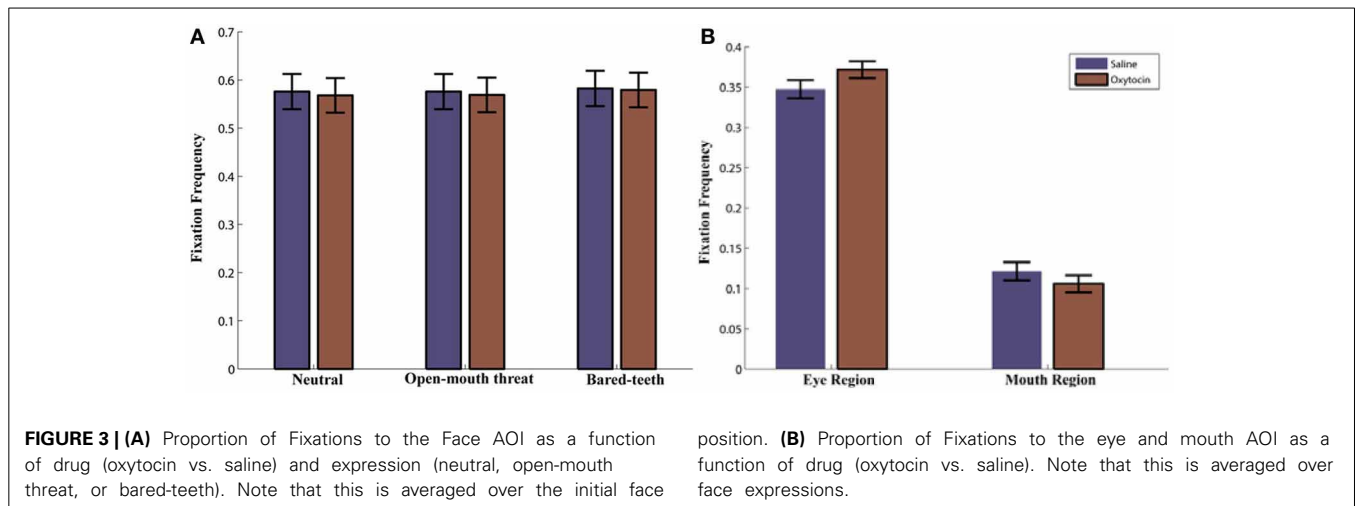 A
0.7
0.6
0.5
0.4
0.3
0.2
0.1
0
Fixation Frequency
Neutral Open-mouth threat Bared-teeth
B
0.4
0.35
0.3
0.25
0.2
0.15
0.1
0.05
0
Fixation Frequency
Saline
Oxytocin
Eye Region Mouth Region
FIGURE 3 | (A) Proportion of Fixations to the Face AOI as a function
of drug (oxytocin vs. saline) and expression (neutral, open-mouth
threat, or bared-teeth). Note that this is averaged over the initial face
position. (B) Proportion of Fixations to the eye and mouth AOI as a
function of drug (oxytocin vs. saline). Note that this is averaged over
face expressions.